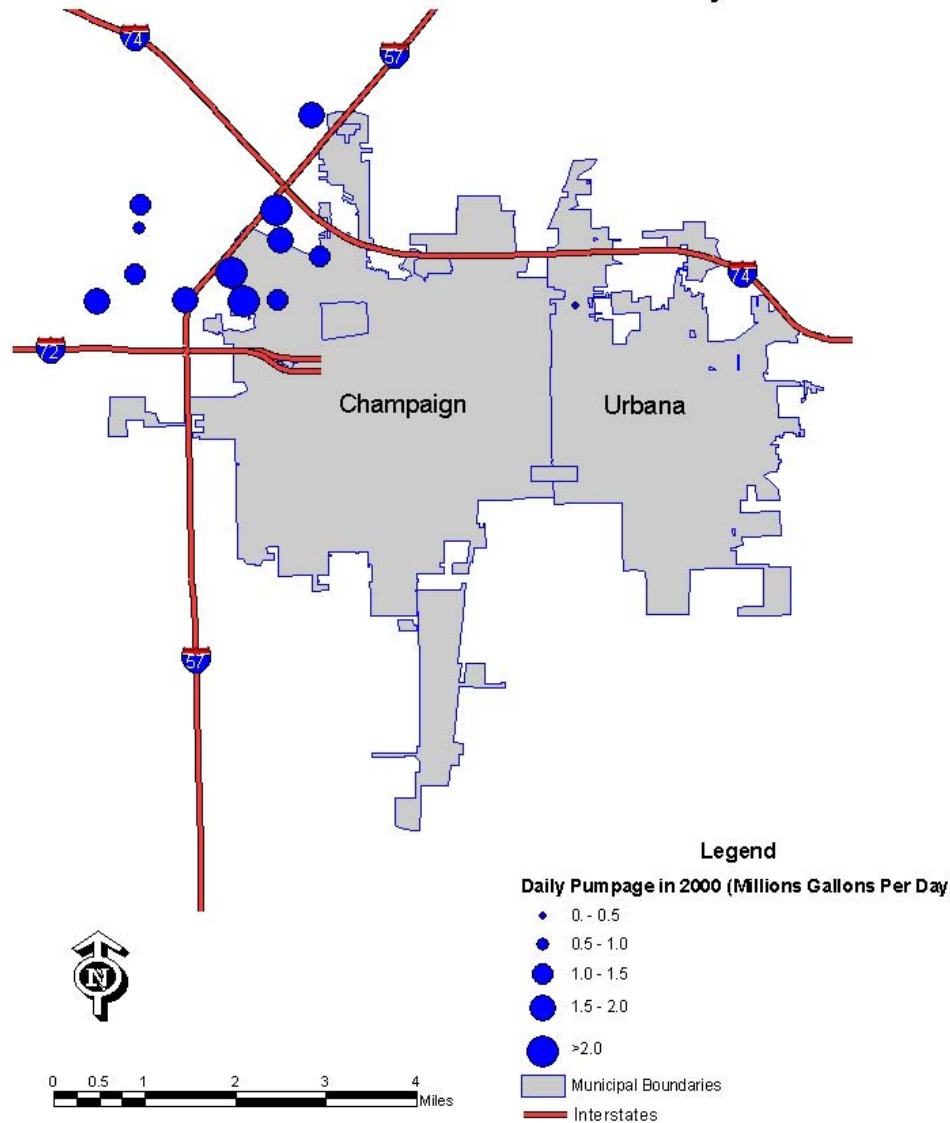 74
57
74
72
Champaign
Urbana
57
Legend
Daily Pumpage in 2000 (Millions Gallons Per Day
0. - 0.5
0.5 - 1.0
1.0 - 1.5
1.5 - 2.0
>2.0
Municipal Boundaries
Interstates
N
0 0.5 1 2 3 4
Miles